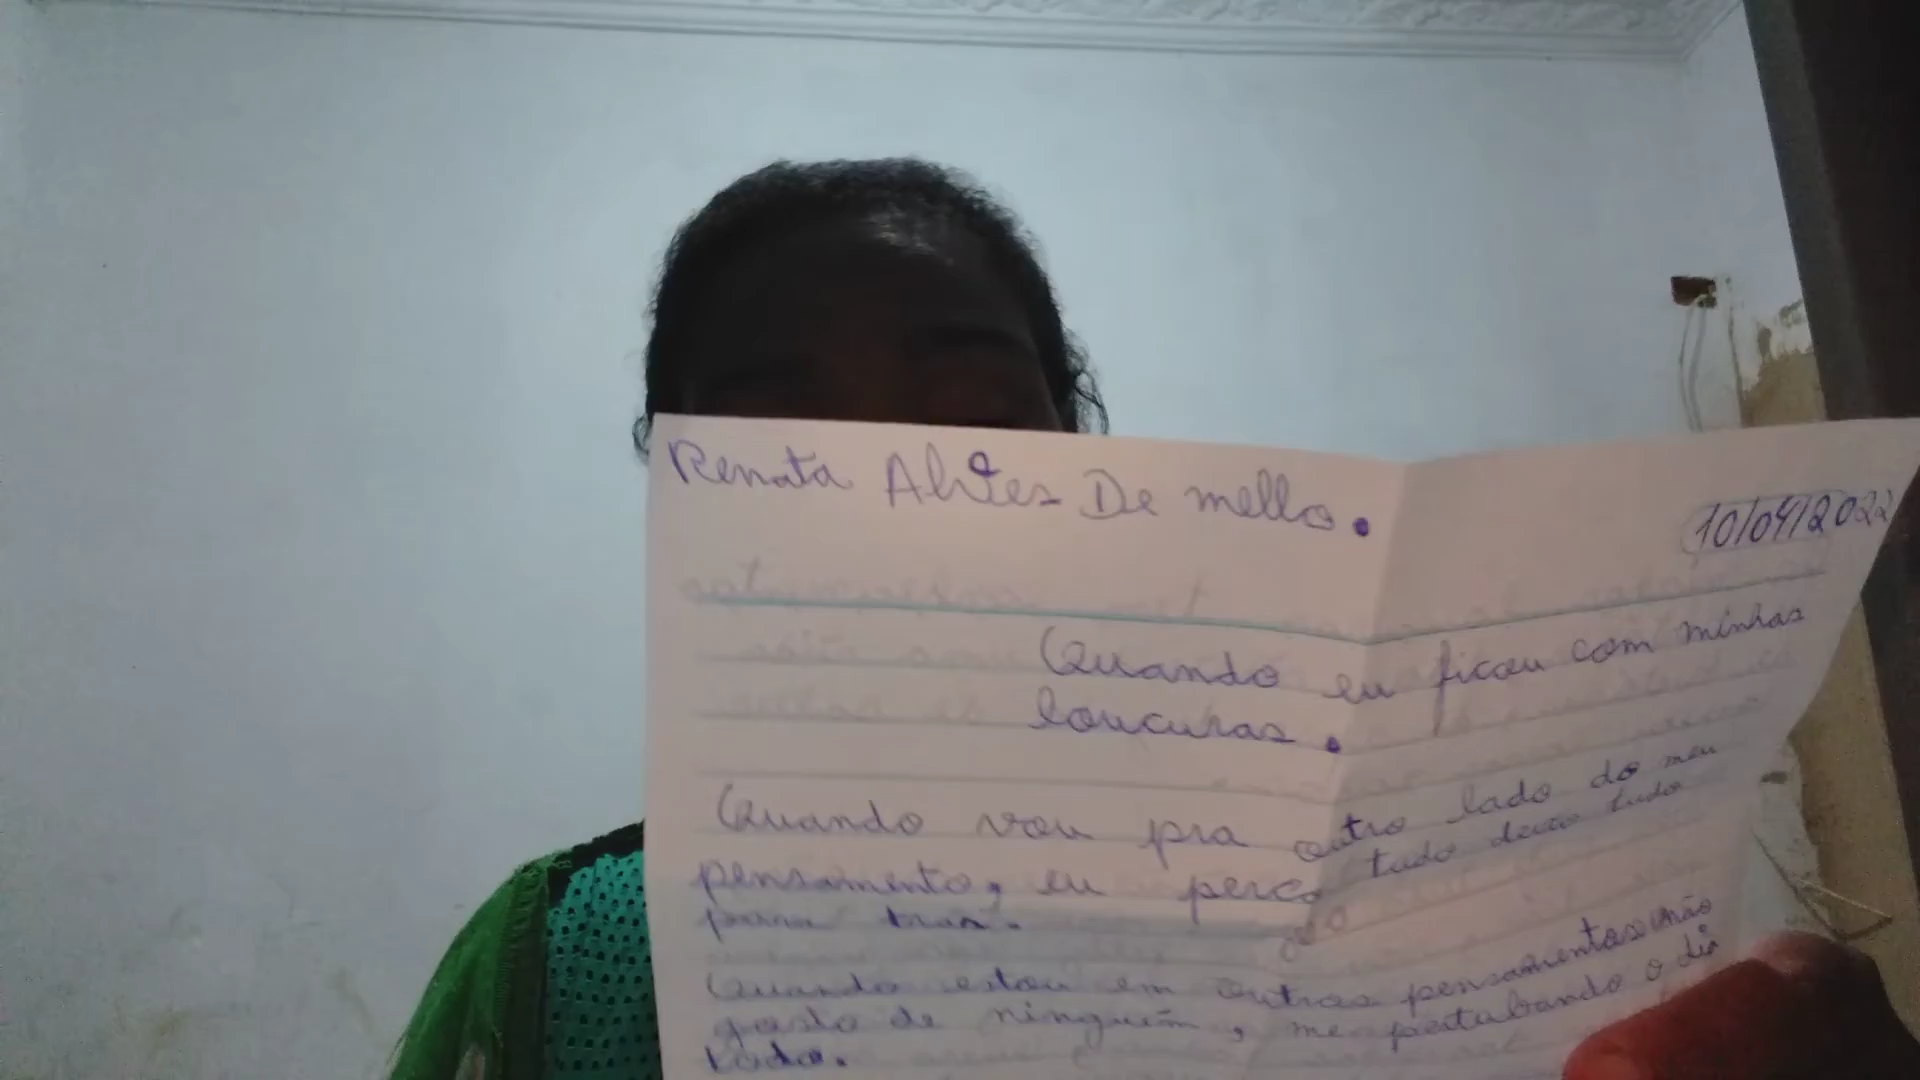 Renata Alves De mello.
10/04/2022
Quando eu ficou com minhas
loucuras.
Quando vou pra outro lado do meu
pensamento, eu perco tudo deixo tudo
para tras.
Quando estou em outros pensamentos não
gosto de ninguém, me pertubando o dia
todo.